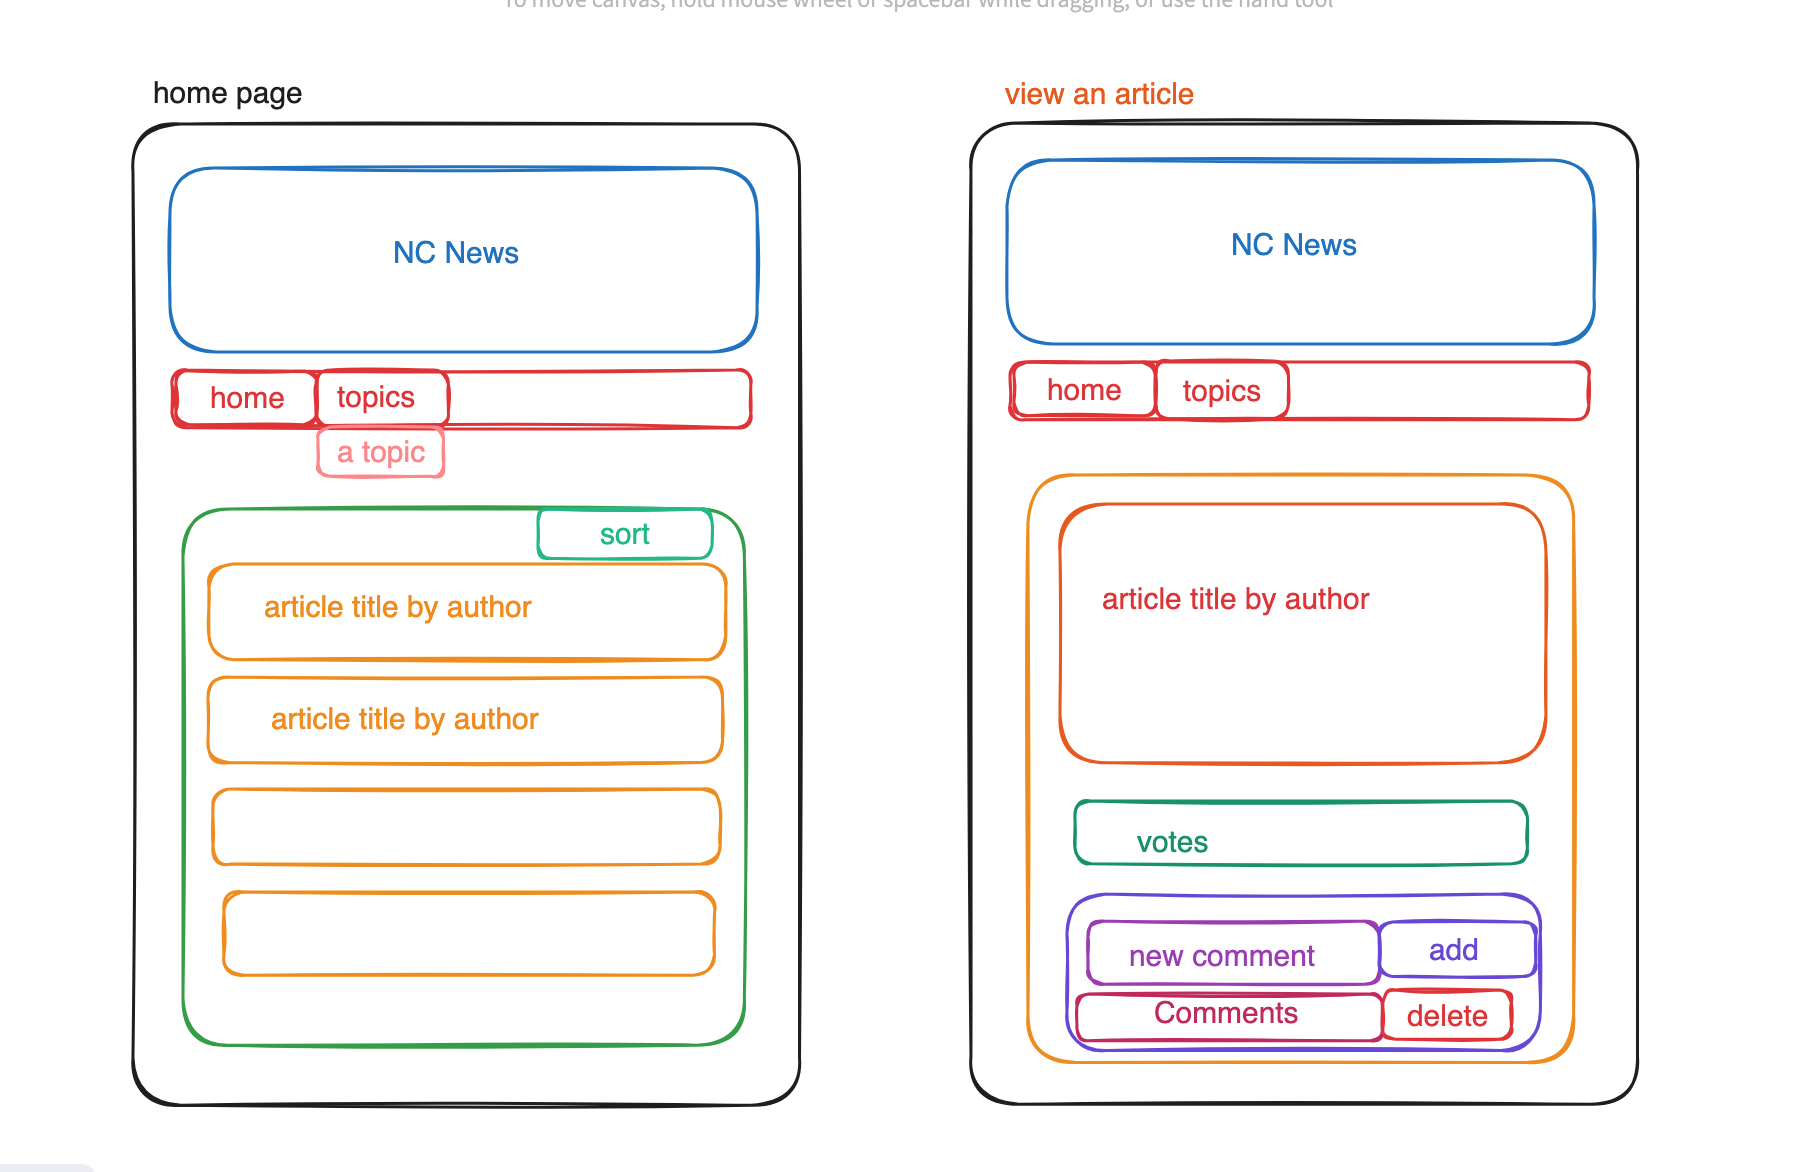 To move canvas, hold mouse wheel or spacebar while dragging, or use the hand tool
home page
NC News
home
topics
a topic
sort
article title by author
article title by author
view an article
NC News
home
topics
article title by author
votes
new comment
add
Comments
delete